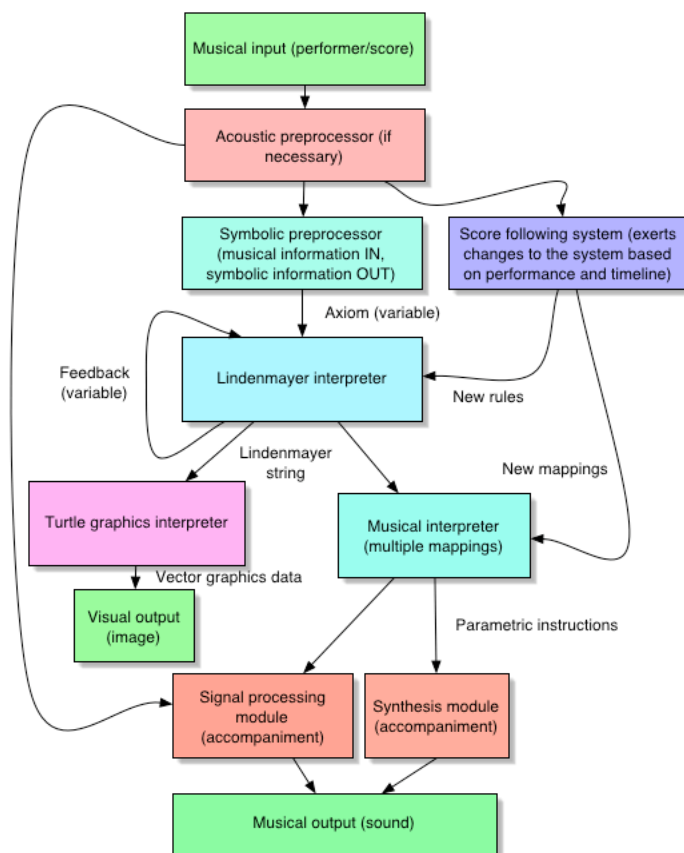 Musical input (performer/score)
Acoustic preprocessor (if
necessary)
Symbolic preprocessor
(musical information IN,
symbolic information OUT)
Score following system (exerts
changes to the system based
on performance and timeline)
Axiom (variable)
Feedback
(variable)
Lindenmayer interpreter
New rules
Lindenmayer
string
New mappings
Turtle graphics interpreter
Musical interpreter
(multiple mappings)
Vector graphics data
Visual output
(image)
Parametric instructions
Signal processing
module
(accompaniment)
Synthesis module
(accompaniment)
Musical output (sound)